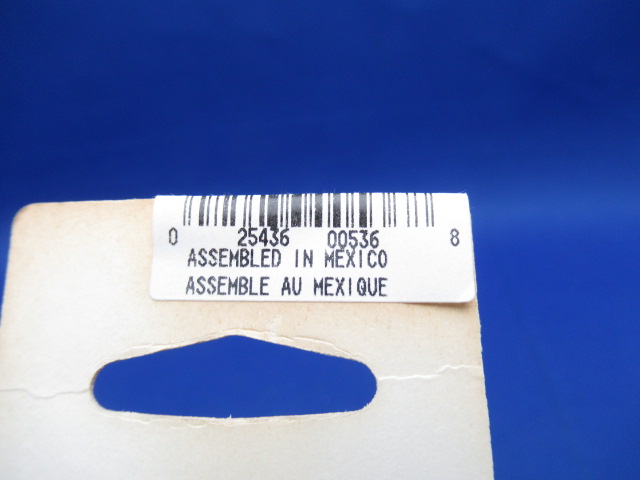 0 25436 00536 8
ASSEMBLED IN MEXICO
ASSEMBLE AU MEXIQUE